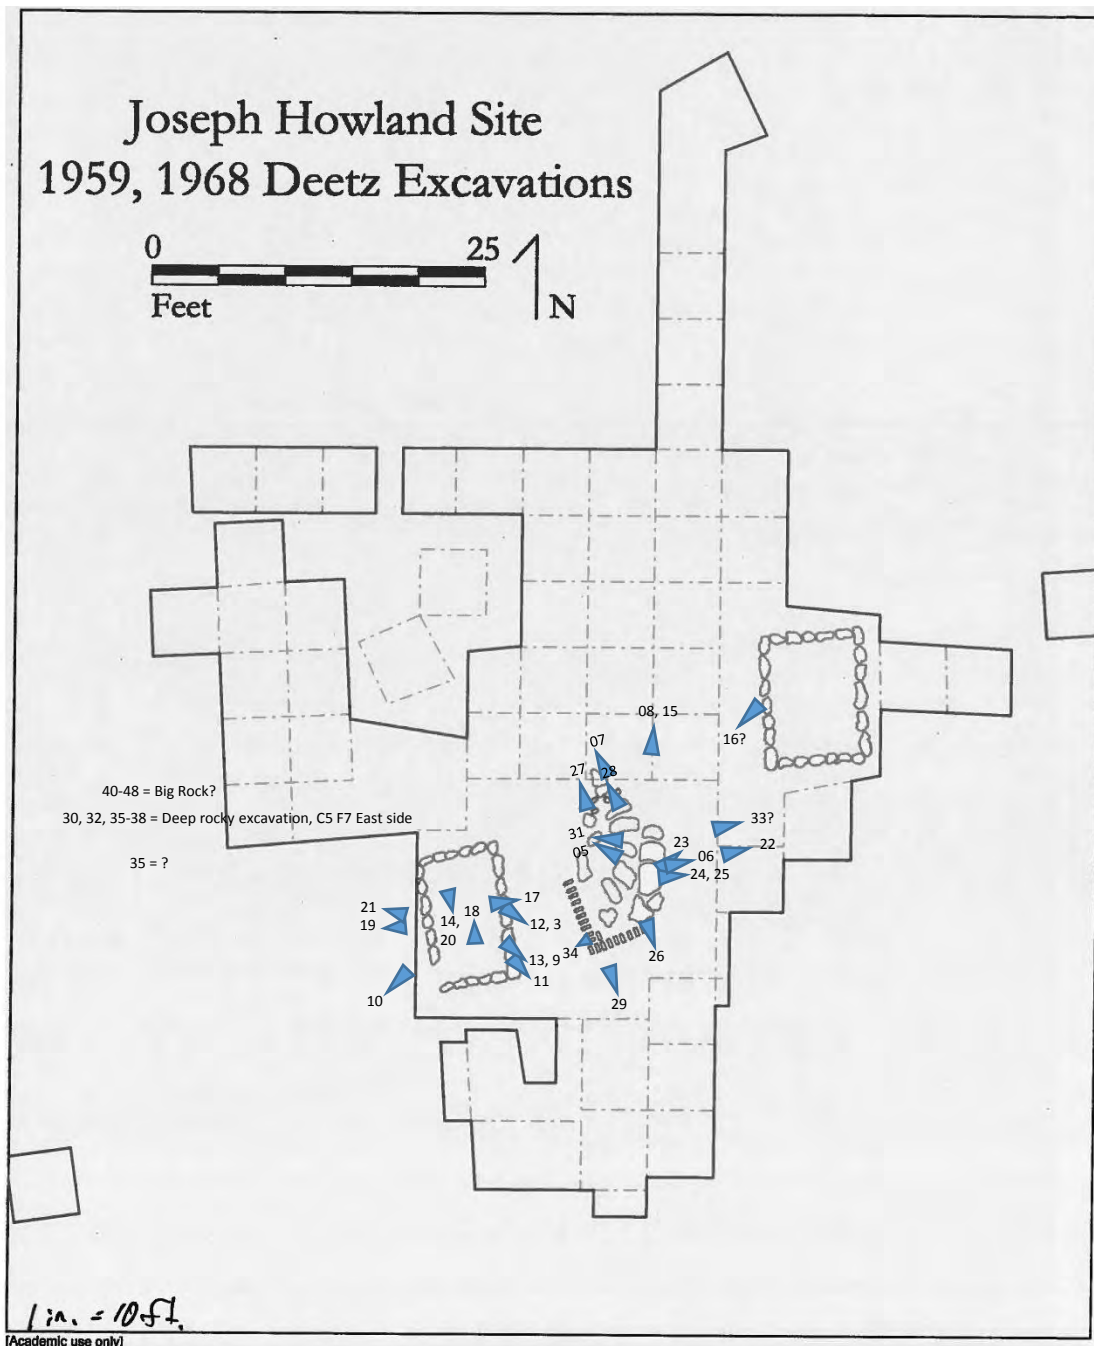 Joseph Howland Site
1959, 1968 Deetz Excavations
0 25
Feet
N
08, 15
07
16?
27
28
40-48 = Big Rock?
30, 32, 35-38 = Deep rocky excavation, C5 F7 East side
33?
31
23
22
05
06
35 = ?
24, 25
17
21
18
14,
12, 3
19
20
34
26
13, 9
11
10
29
1 in. = 10 ft.
[Academic use only]